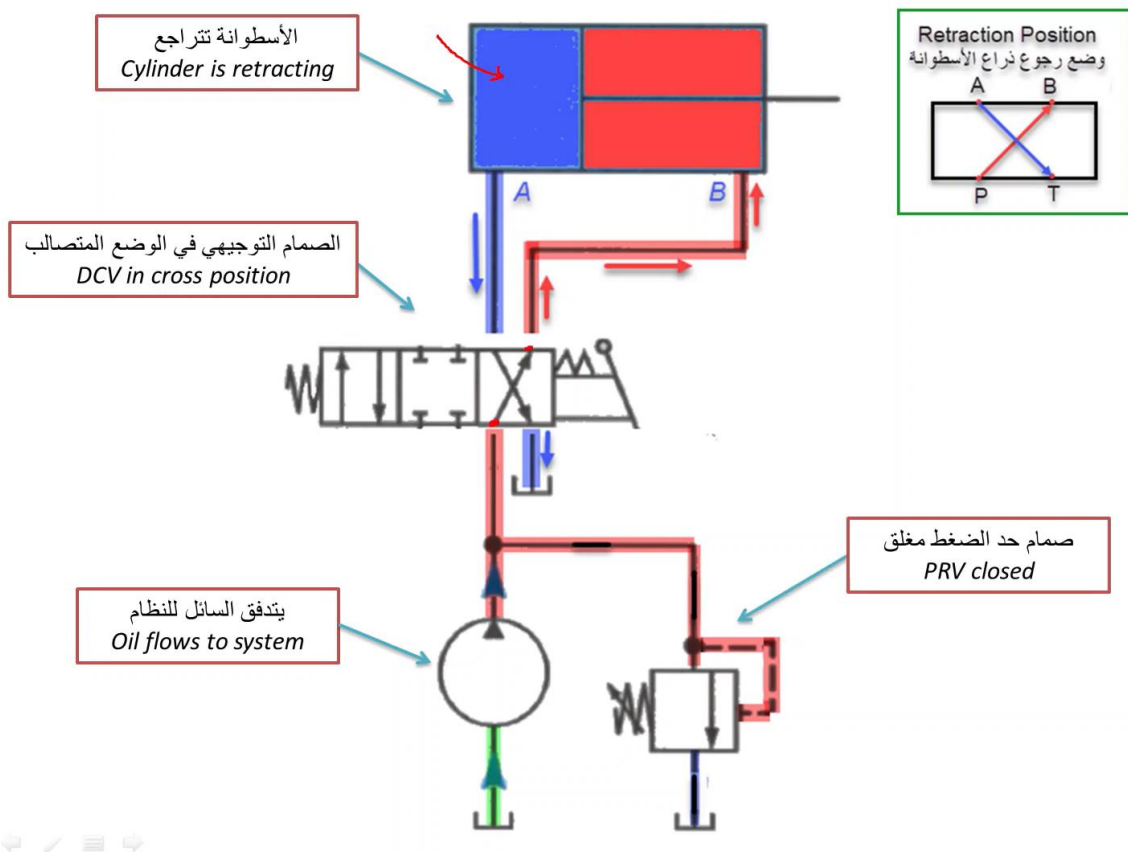 الأسطوانة تتراجع
Cylinder is retracting
Retraction Position
وضع رجوع ذراع الأسطوانة
A B
P T
A B
الصمام التوجيهي في الوضع المتصالب
DCV in cross position
صمام حد الضغط مغلق
PRV closed
يتدفق السائل للنظام
Oil flows to system